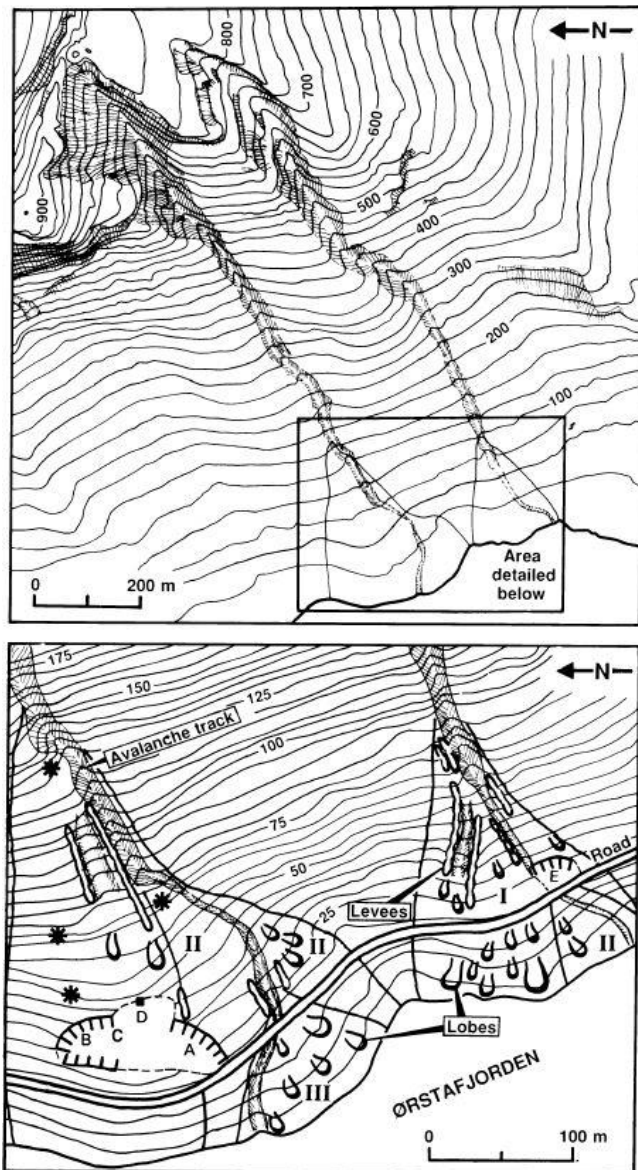 N
800
700
600
900
500
400
300
200
100
0 200 m
Area
detailed
below
N
175
150
125
Avalanche track
100
75
50
Road
E
Levees
I
25
II
II
II
D
B
C
A
Lobes
III
ØRSTAFJORDEN
0 100 m